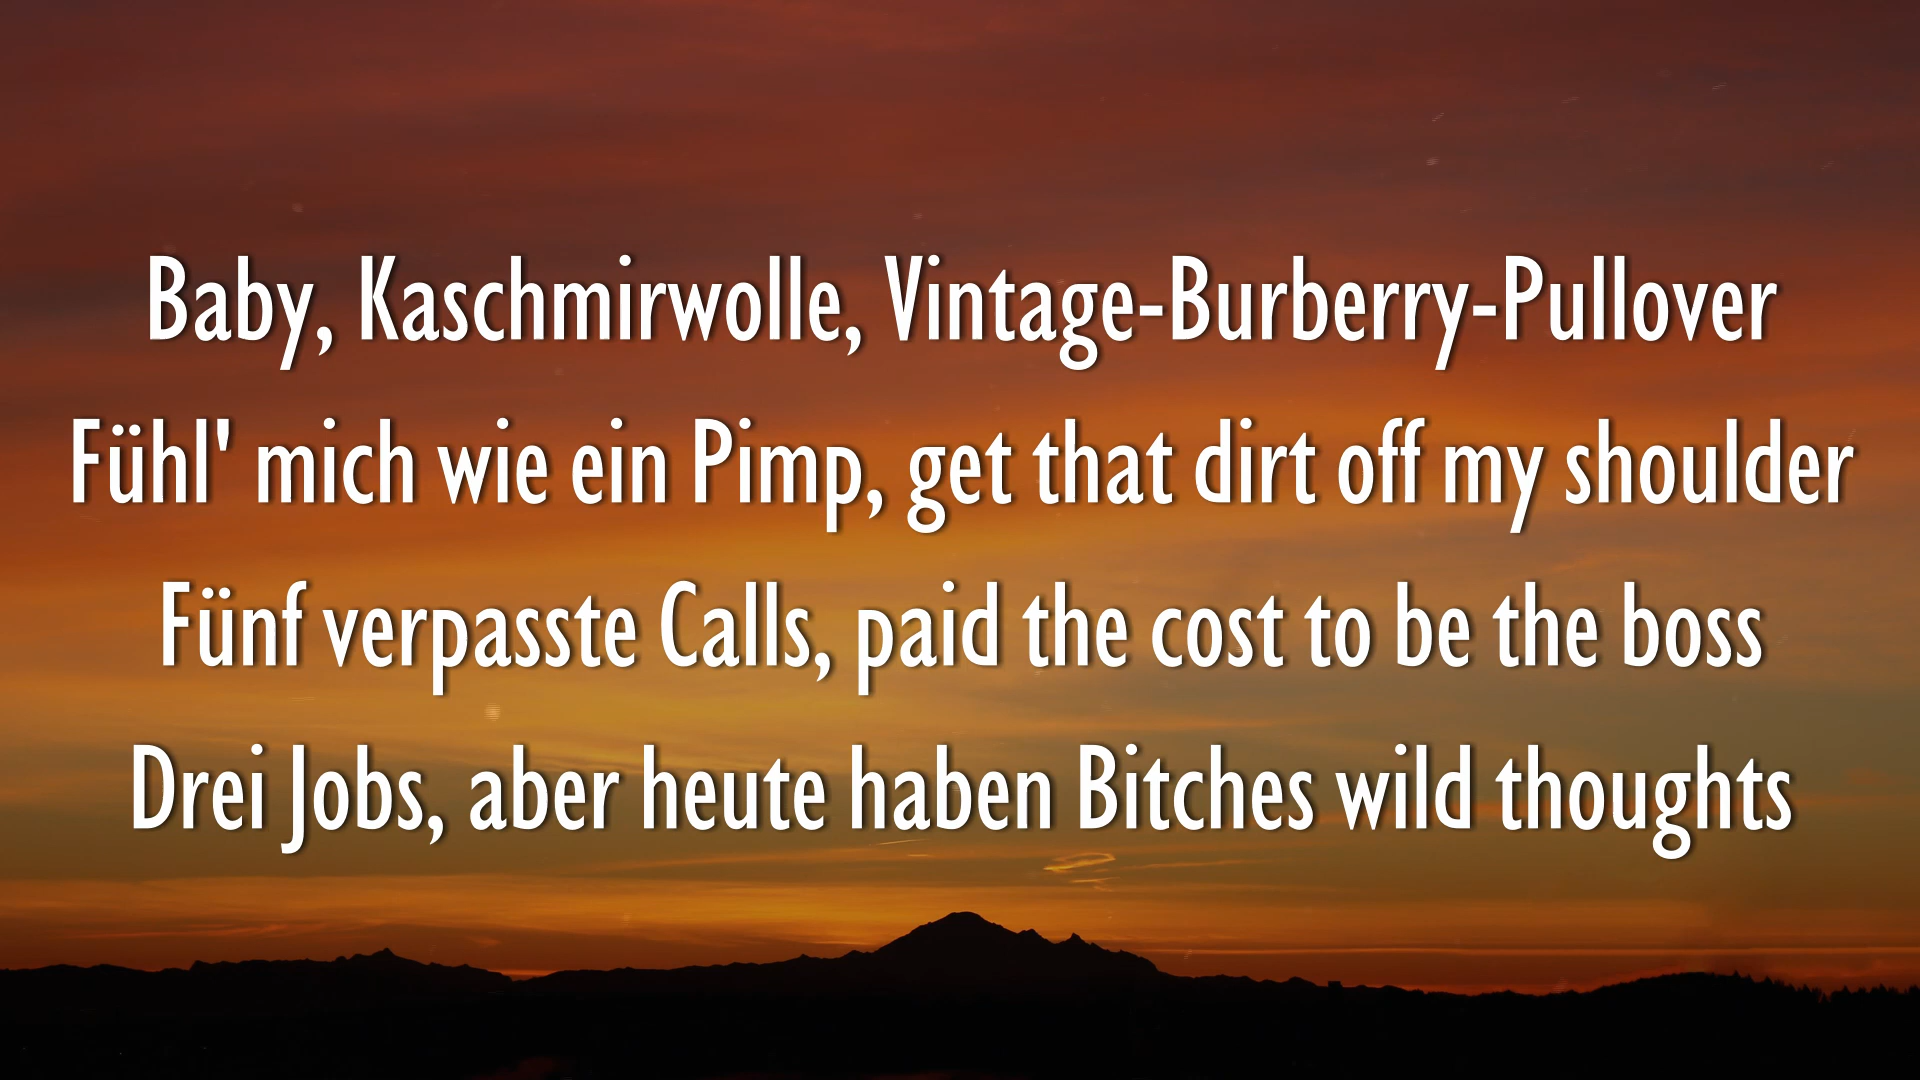 Baby, Kaschmirwolle, Vintage-Burberry-Pullover
Fühl' mich wie ein Pimp, get that dirt off my shoulder
Fünf verpasste Calls, paid the cost to be the boss
Drei Jobs, aber heute haben Bitches wild thoughts